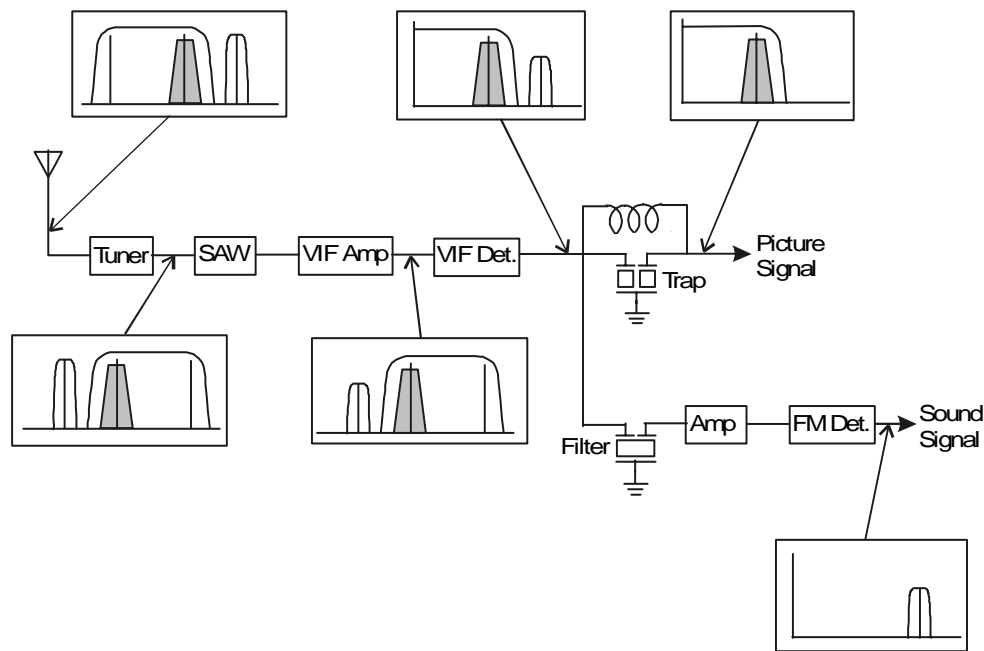 Tuner
SAW
VIF Amp
VIF Det.
Trap
Picture
Signal
Filter
Amp
FM Det.
Sound
Signal